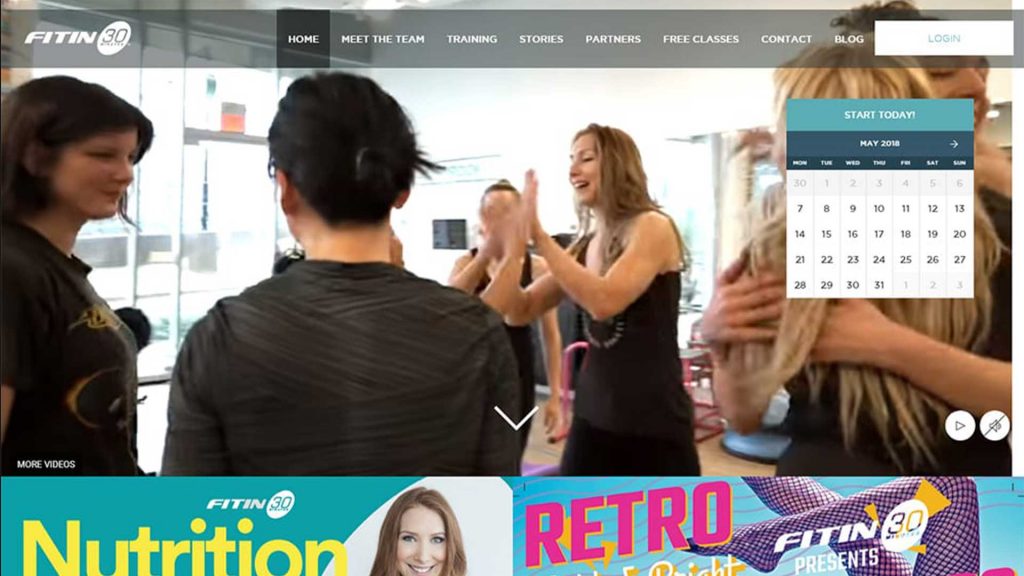 FITIN 30
MINUTES
HOME MEET THE TEAM TRAINING STORIES PARTNERS FREE CLASSES CONTACT BLOG LOGIN
START TODAY!
MAY 2018
MON TUE WED THU FRI SAT SUN
30 1 2 3 4 5 6
7 8 9 10 11 12 13
14 15 16 17 18 19 20
21 22 23 24 25 26 27
28 29 30 31 1 2 3
MORE VIDEOS
FITIN 30
Nutrition
RETRO
Bright
FITIN 30
PRESENTS